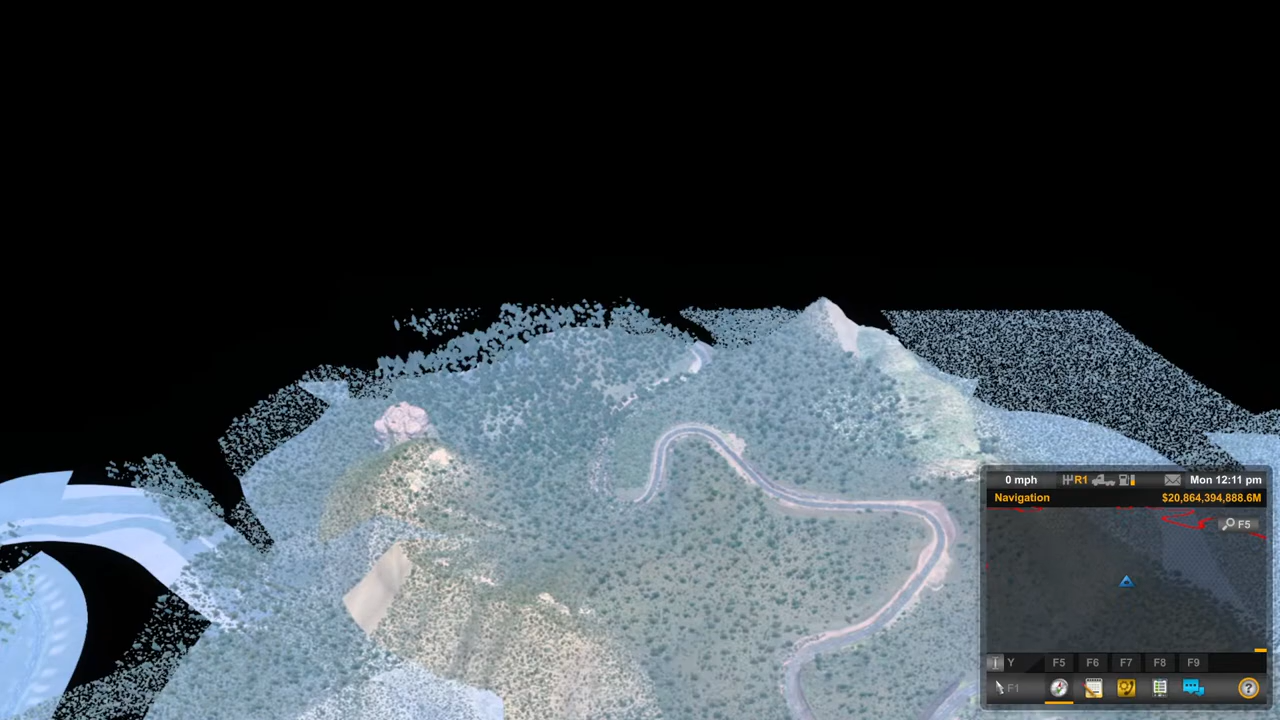 0 mph R1 Mon 12:11 pm
Navigation $20,864,394,888.6M
F5
i Y F5 F6 F7 F8 F9
F1 ?